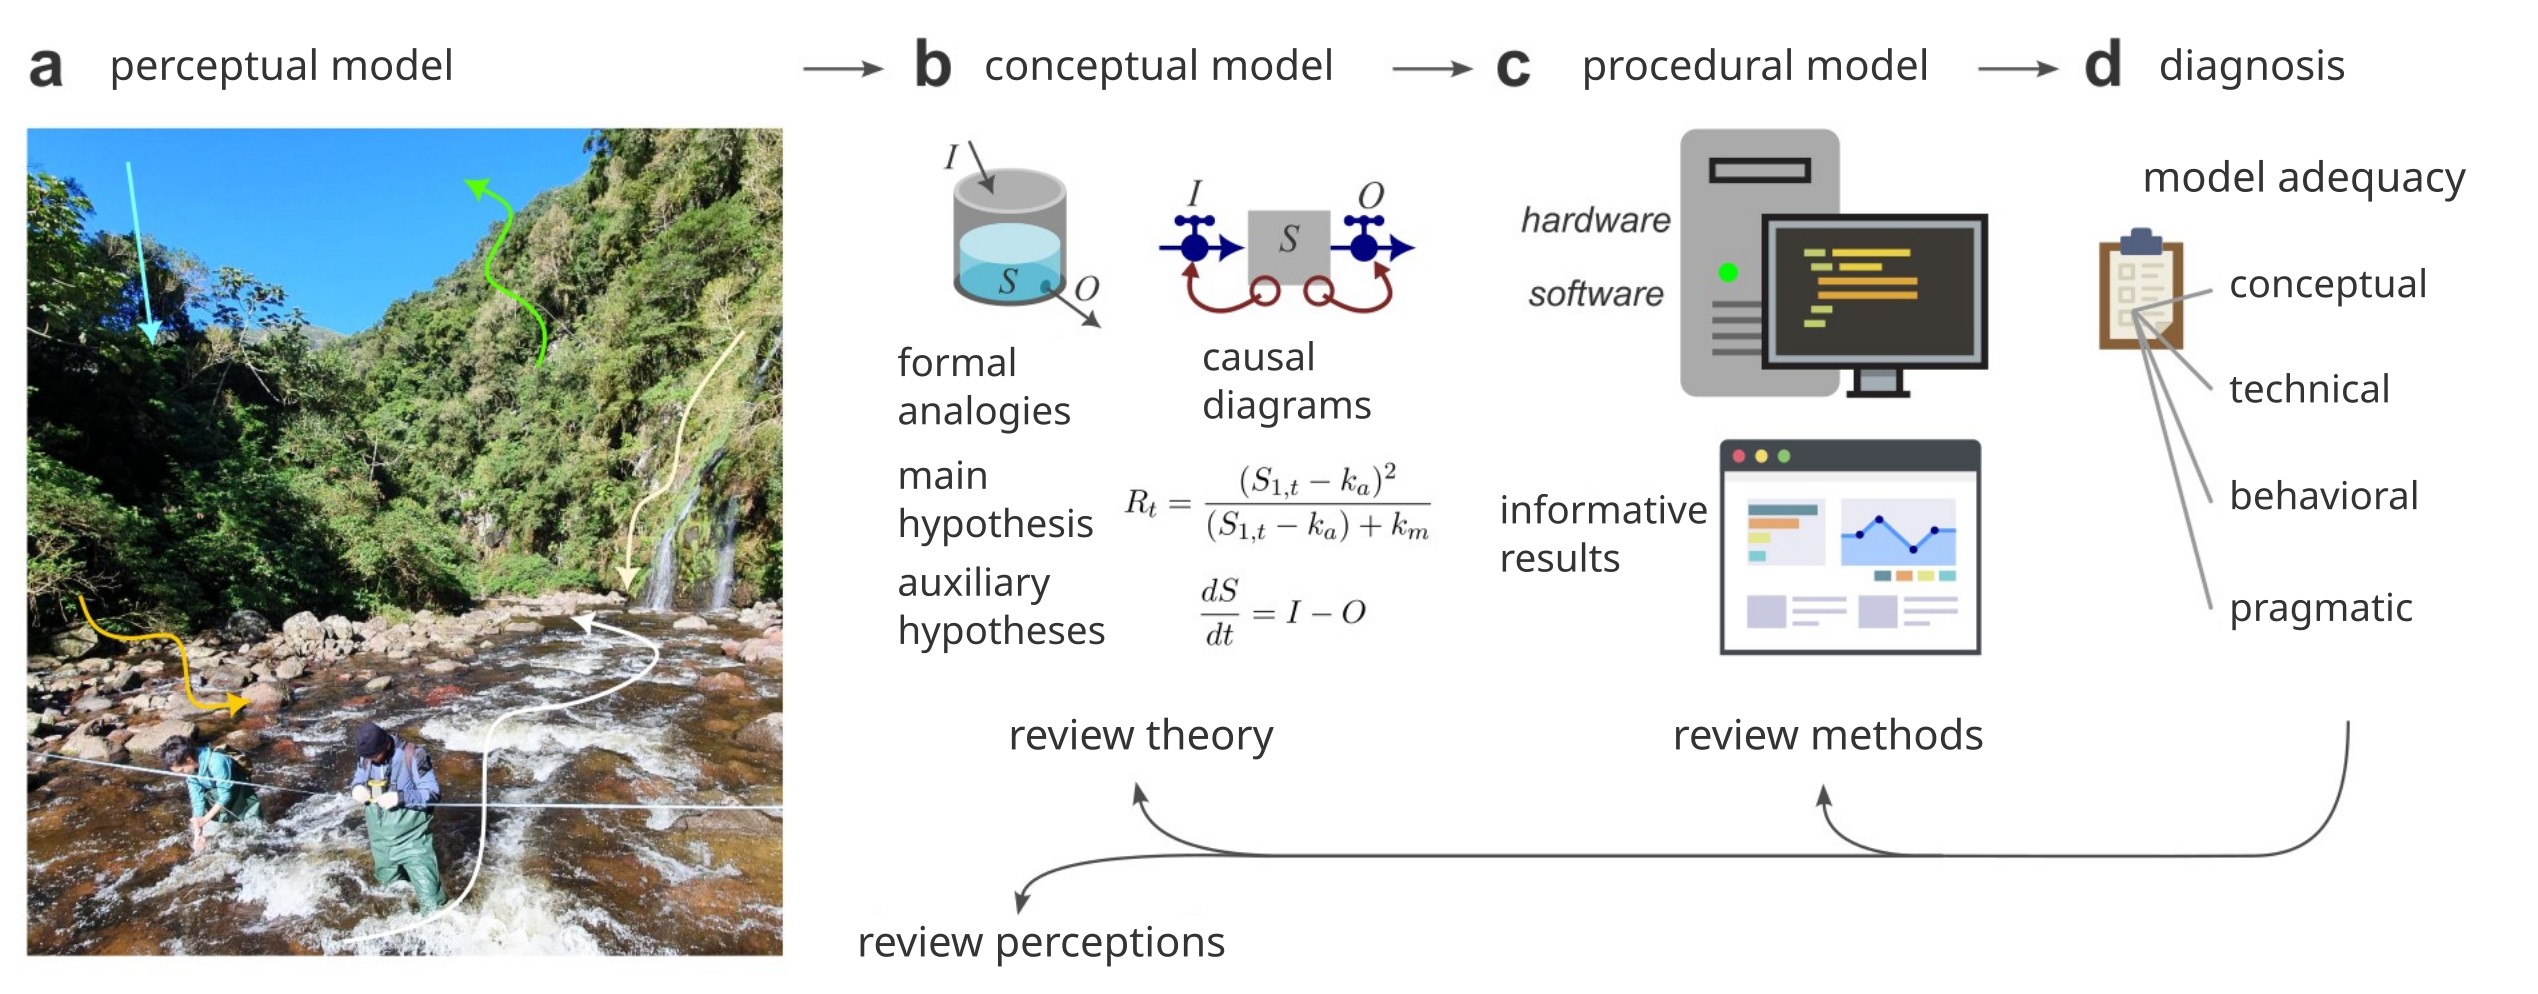 a perceptual model
b conceptual model
c procedural model
d diagnosis
I
S
O
I
S
O
formal
analogies
causal
diagrams
main
hypothesis
R_t = (S_{1,t} − k_a)^2 / ((S_{1,t} − k_a) + k_m)
auxiliary
hypotheses
dS/dt = I − O
hardware
software
informative
results
model adequacy
conceptual
technical
behavioral
pragmatic
review theory
review methods
review perceptions